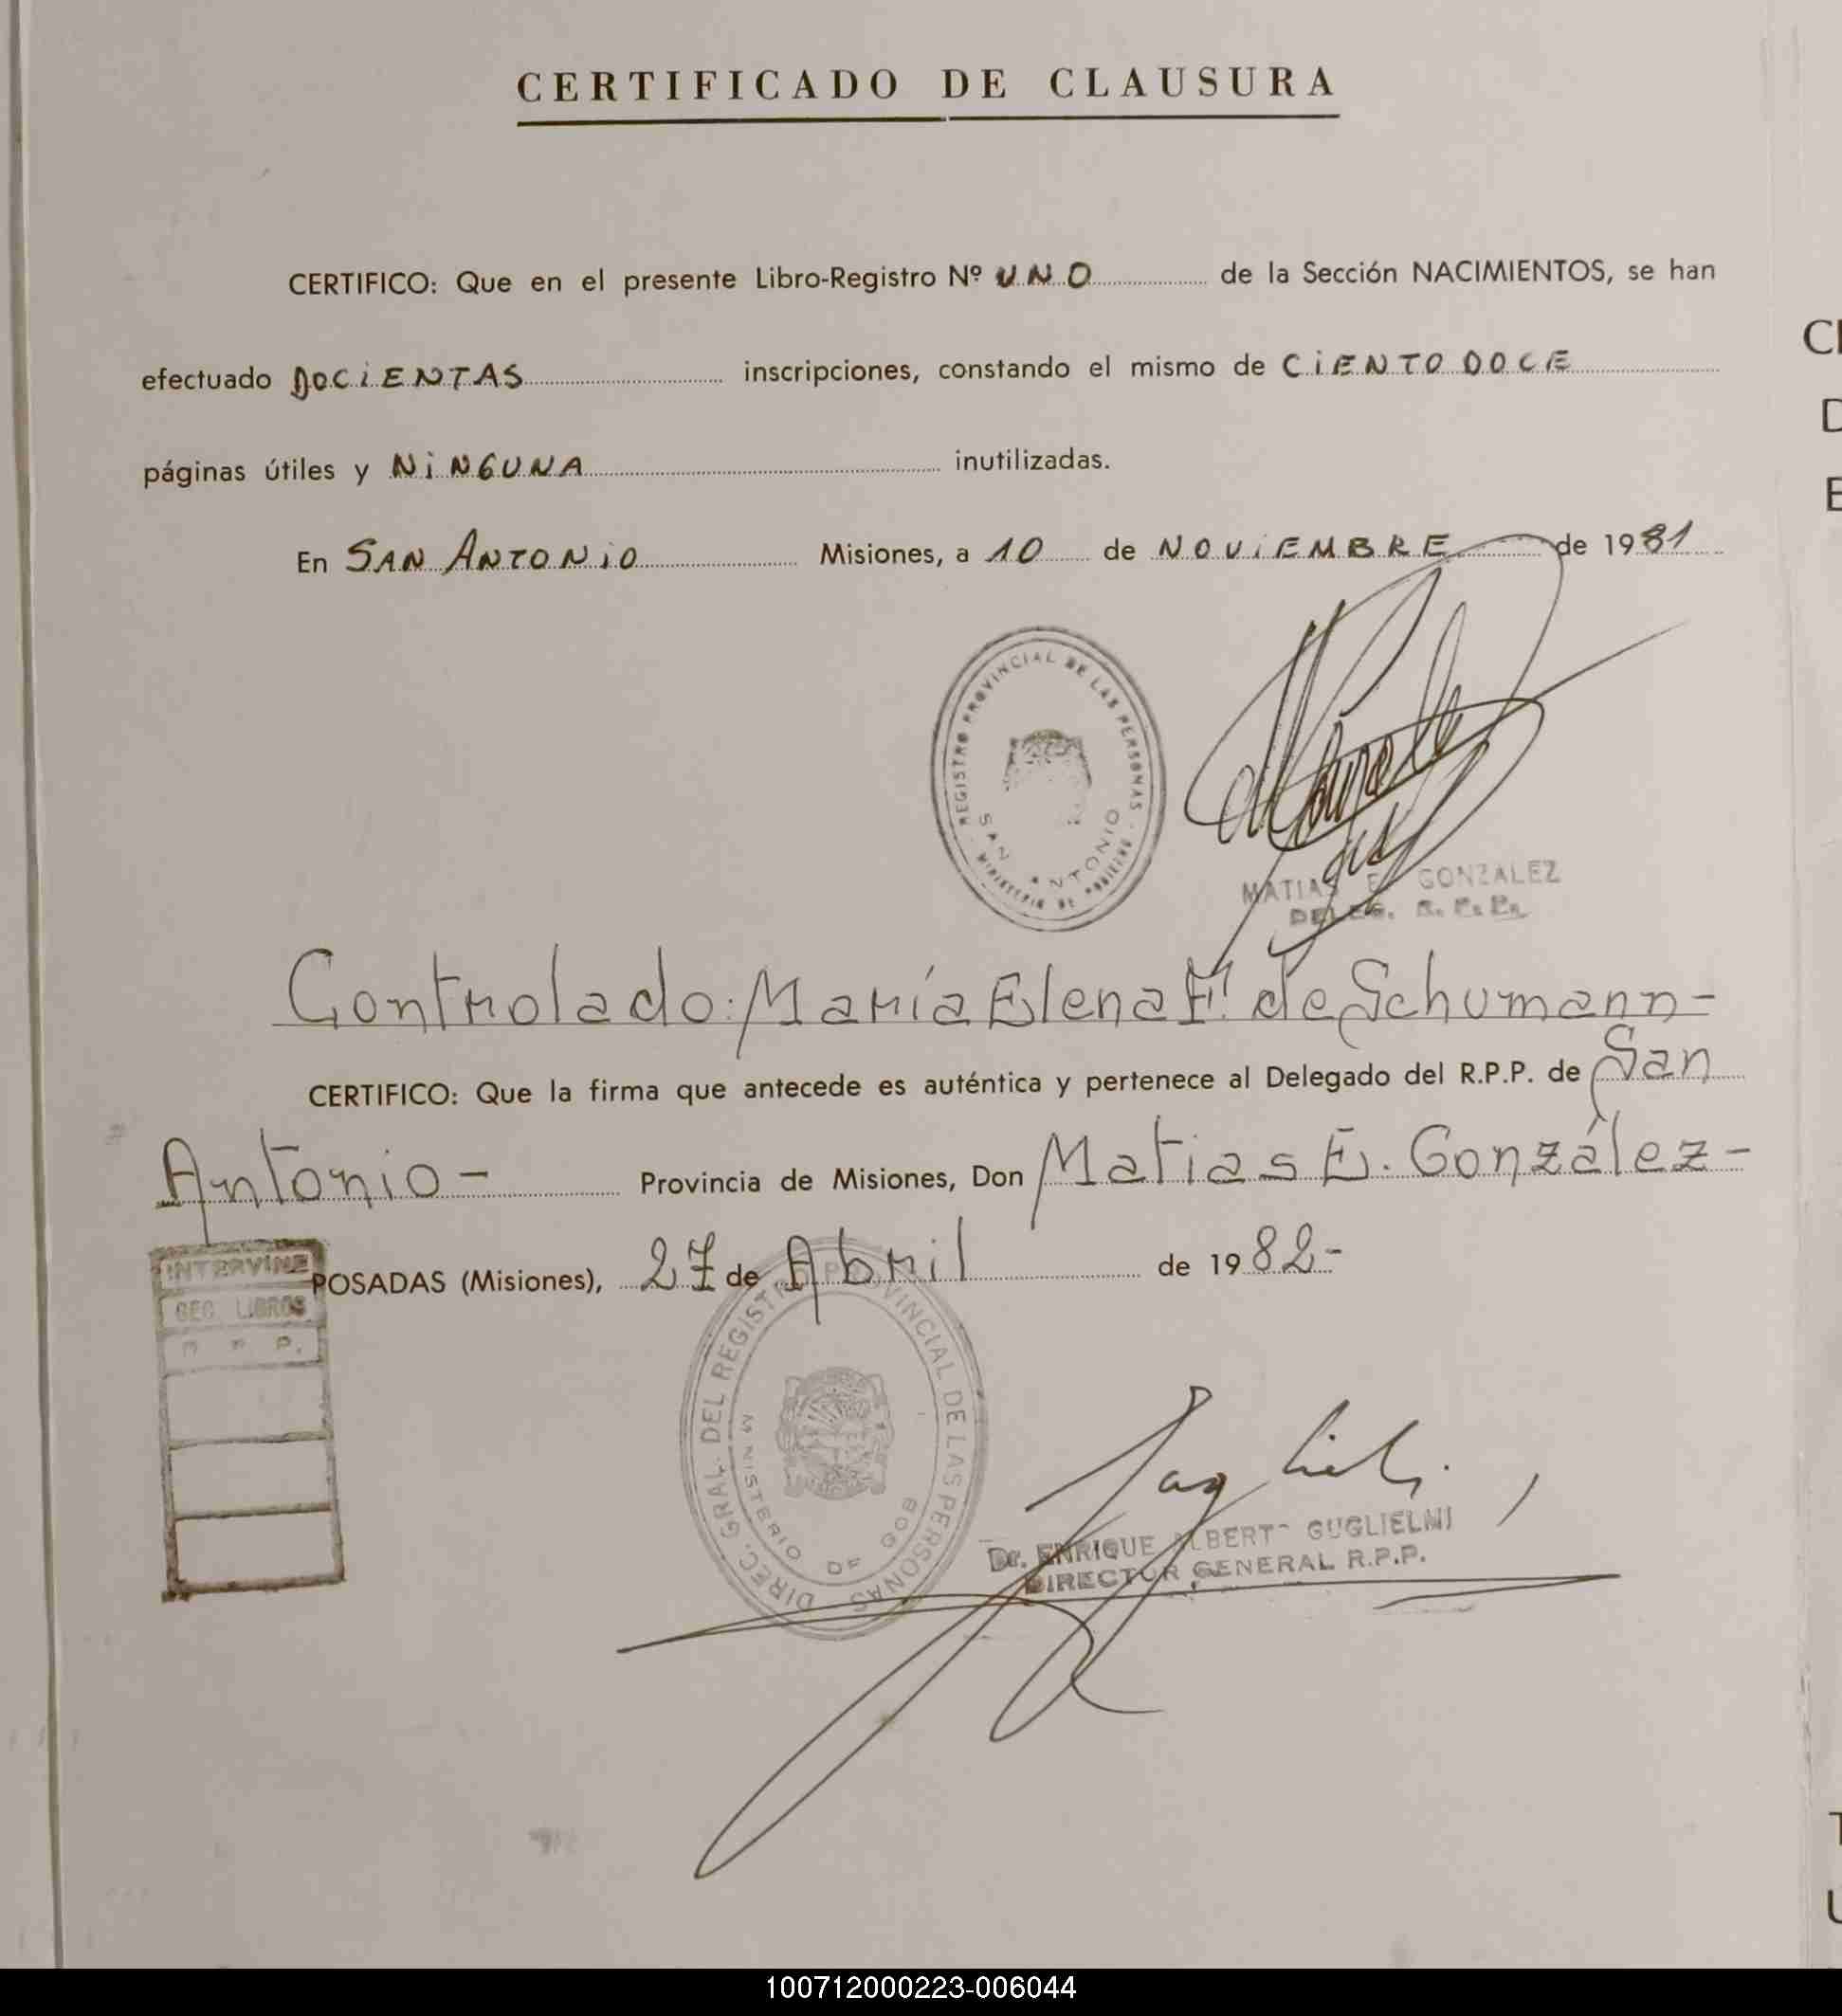 CERTIFICADO DE CLAUSURA
CERTIFICO: Que en el presente Libro-Registro Nº UNO de la Sección NACIMIENTOS, se han
efectuado DOCiENTAS inscripciones, constando el mismo de CiENTO DOCE
páginas útiles y NiNGUNA inutilizadas.
En SAN ANTONiO Misiones, a 10 de NOViEMBRE de 1981
REGISTRO PROVINCIAL DE LAS PERSONAS
MINISTERIO DE GOBIERNO
SAN ANTONIO
MATIAS E. GONZALEZ
DELEG. R. P. P.
Controlado: María Elena F. de Schumann-
CERTIFICO: Que la firma que antecede es auténtica y pertenece al Delegado del R.P.P. de San
Antonio- Provincia de Misiones, Don Matias E. González-
POSADAS (Misiones), 27 de Abril de 1982-
INTERVINE
SEC. LIBROS
P.
DIREC. GRAL. DEL REGISTRO PROVINCIAL DE LAS PERSONAS
MINISTERIO DE GOB
Dr. ENRIQUE ALBERTO GUGLIELMI
DIRECTOR GENERAL R.P.P.
100712000223-006044